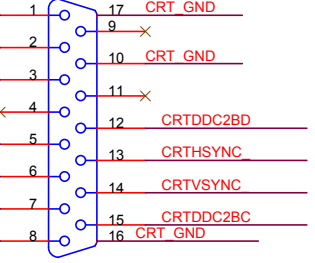 1 17 CRT_GND
9
2
10 CRT_GND
3
11
4
12 CRTDDC2BD
5
13 CRTHSYNC_
6
14 CRTVSYNC_
7
15 CRTDDC2BC
8 16 CRT_GND